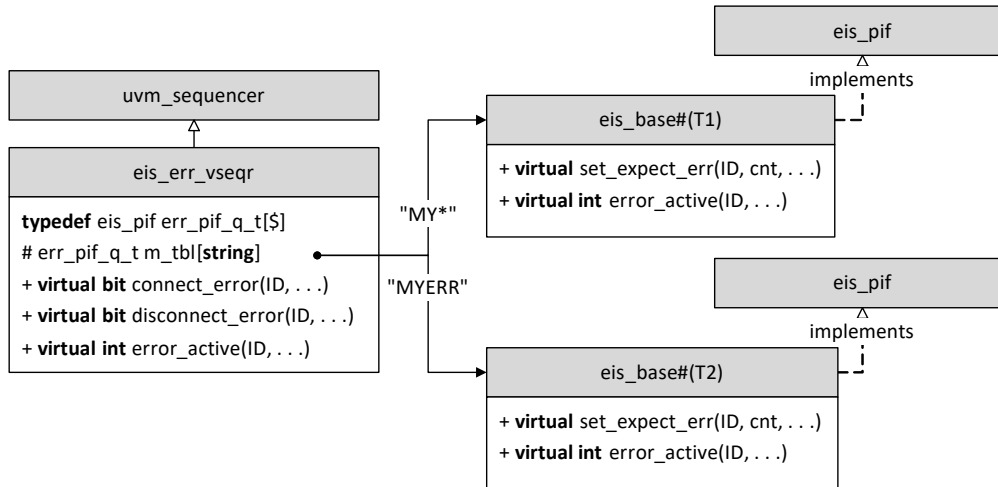 eis_pif
implements
uvm_sequencer
eis_err_vseqr
typedef eis_pif err_pif_q_t[$]
# err_pif_q_t m_tbl[string]
+ virtual bit connect_error(ID, . . .)
+ virtual bit disconnect_error(ID, . . .)
+ virtual int error_active(ID, . . .)
"MY*"
"MYERR"
eis_base#(T1)
+ virtual set_expect_err(ID, cnt, . . .)
+ virtual int error_active(ID, . . .)
eis_pif
implements
eis_base#(T2)
+ virtual set_expect_err(ID, cnt, . . .)
+ virtual int error_active(ID, . . .)